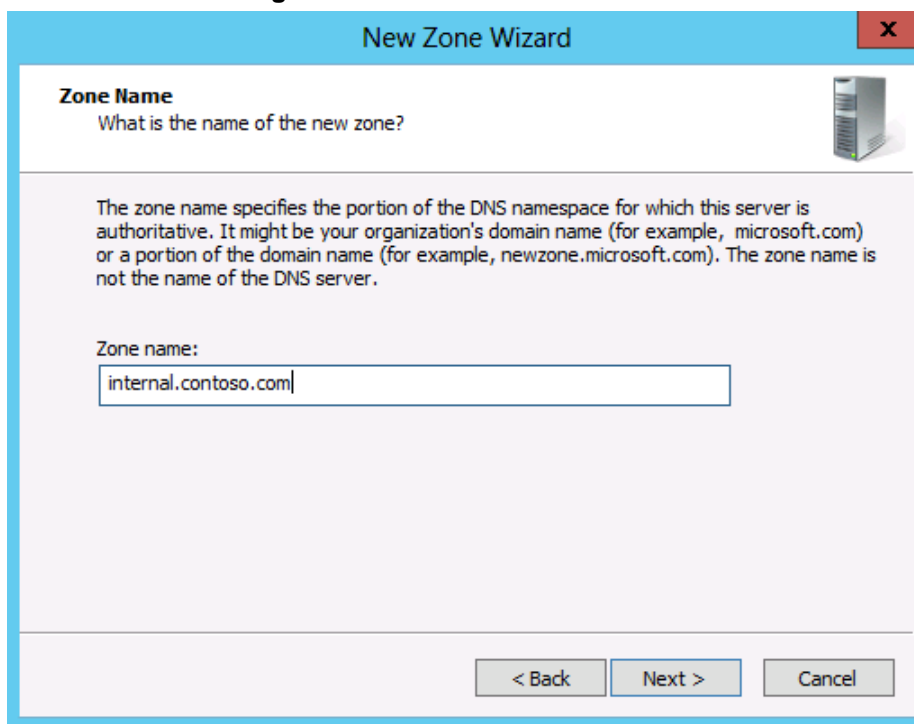 New Zone Wizard
x
Zone Name
What is the name of the new zone?
The zone name specifies the portion of the DNS namespace for which this server is
authoritative. It might be your organization's domain name (for example, microsoft.com)
or a portion of the domain name (for example, newzone.microsoft.com). The zone name is
not the name of the DNS server.
Zone name:
internal.contoso.com
< Back Next > Cancel